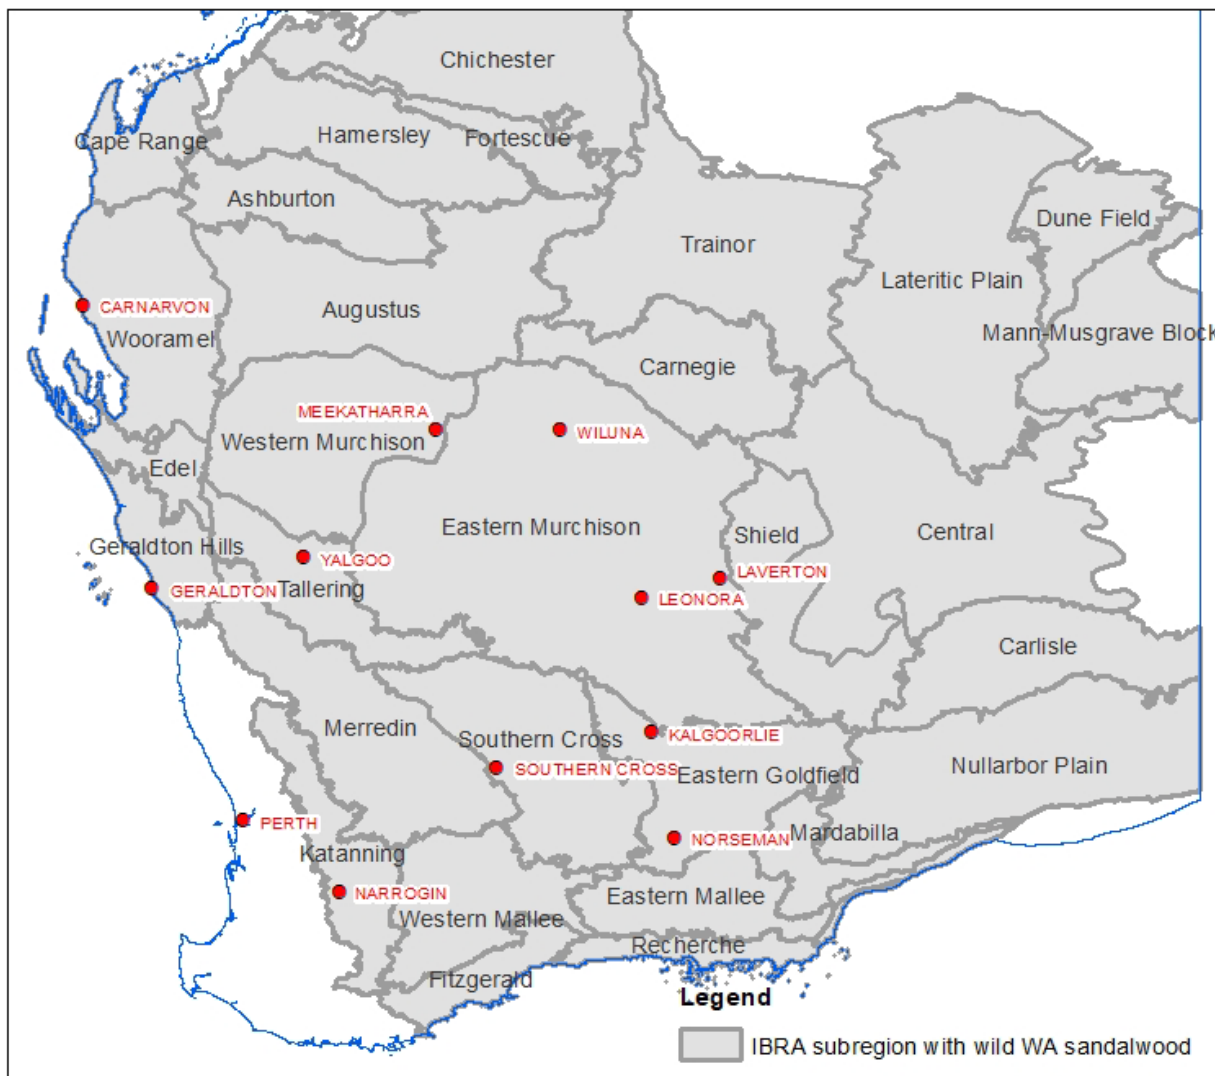 Chichester
Cape Range
Hamersley
Fortescue
Ashburton
Dune Field
Trainor
Lateritic Plain
CARNARVON
Augustus
Wooramel
Mann-Musgrave Block
Carnegie
MEEKATHARRA
Western Murchison
WILUNA
Edel
Eastern Murchison
Shield
Central
Geraldton Hills
YALGOO
LAVERTON
GERALDTON
Tallering
LEONORA
Carlisle
Merredin
Southern Cross
KALGOORLIE
SOUTHERN CROSS
Eastern Goldfield
Nullarbor Plain
PERTH
Katanning
NORSEMAN
Mardabilla
NARROGIN
Eastern Mallee
Western Mallee
Recherche
Fitzgerald
Legend
IBRA subregion with wild WA sandalwood